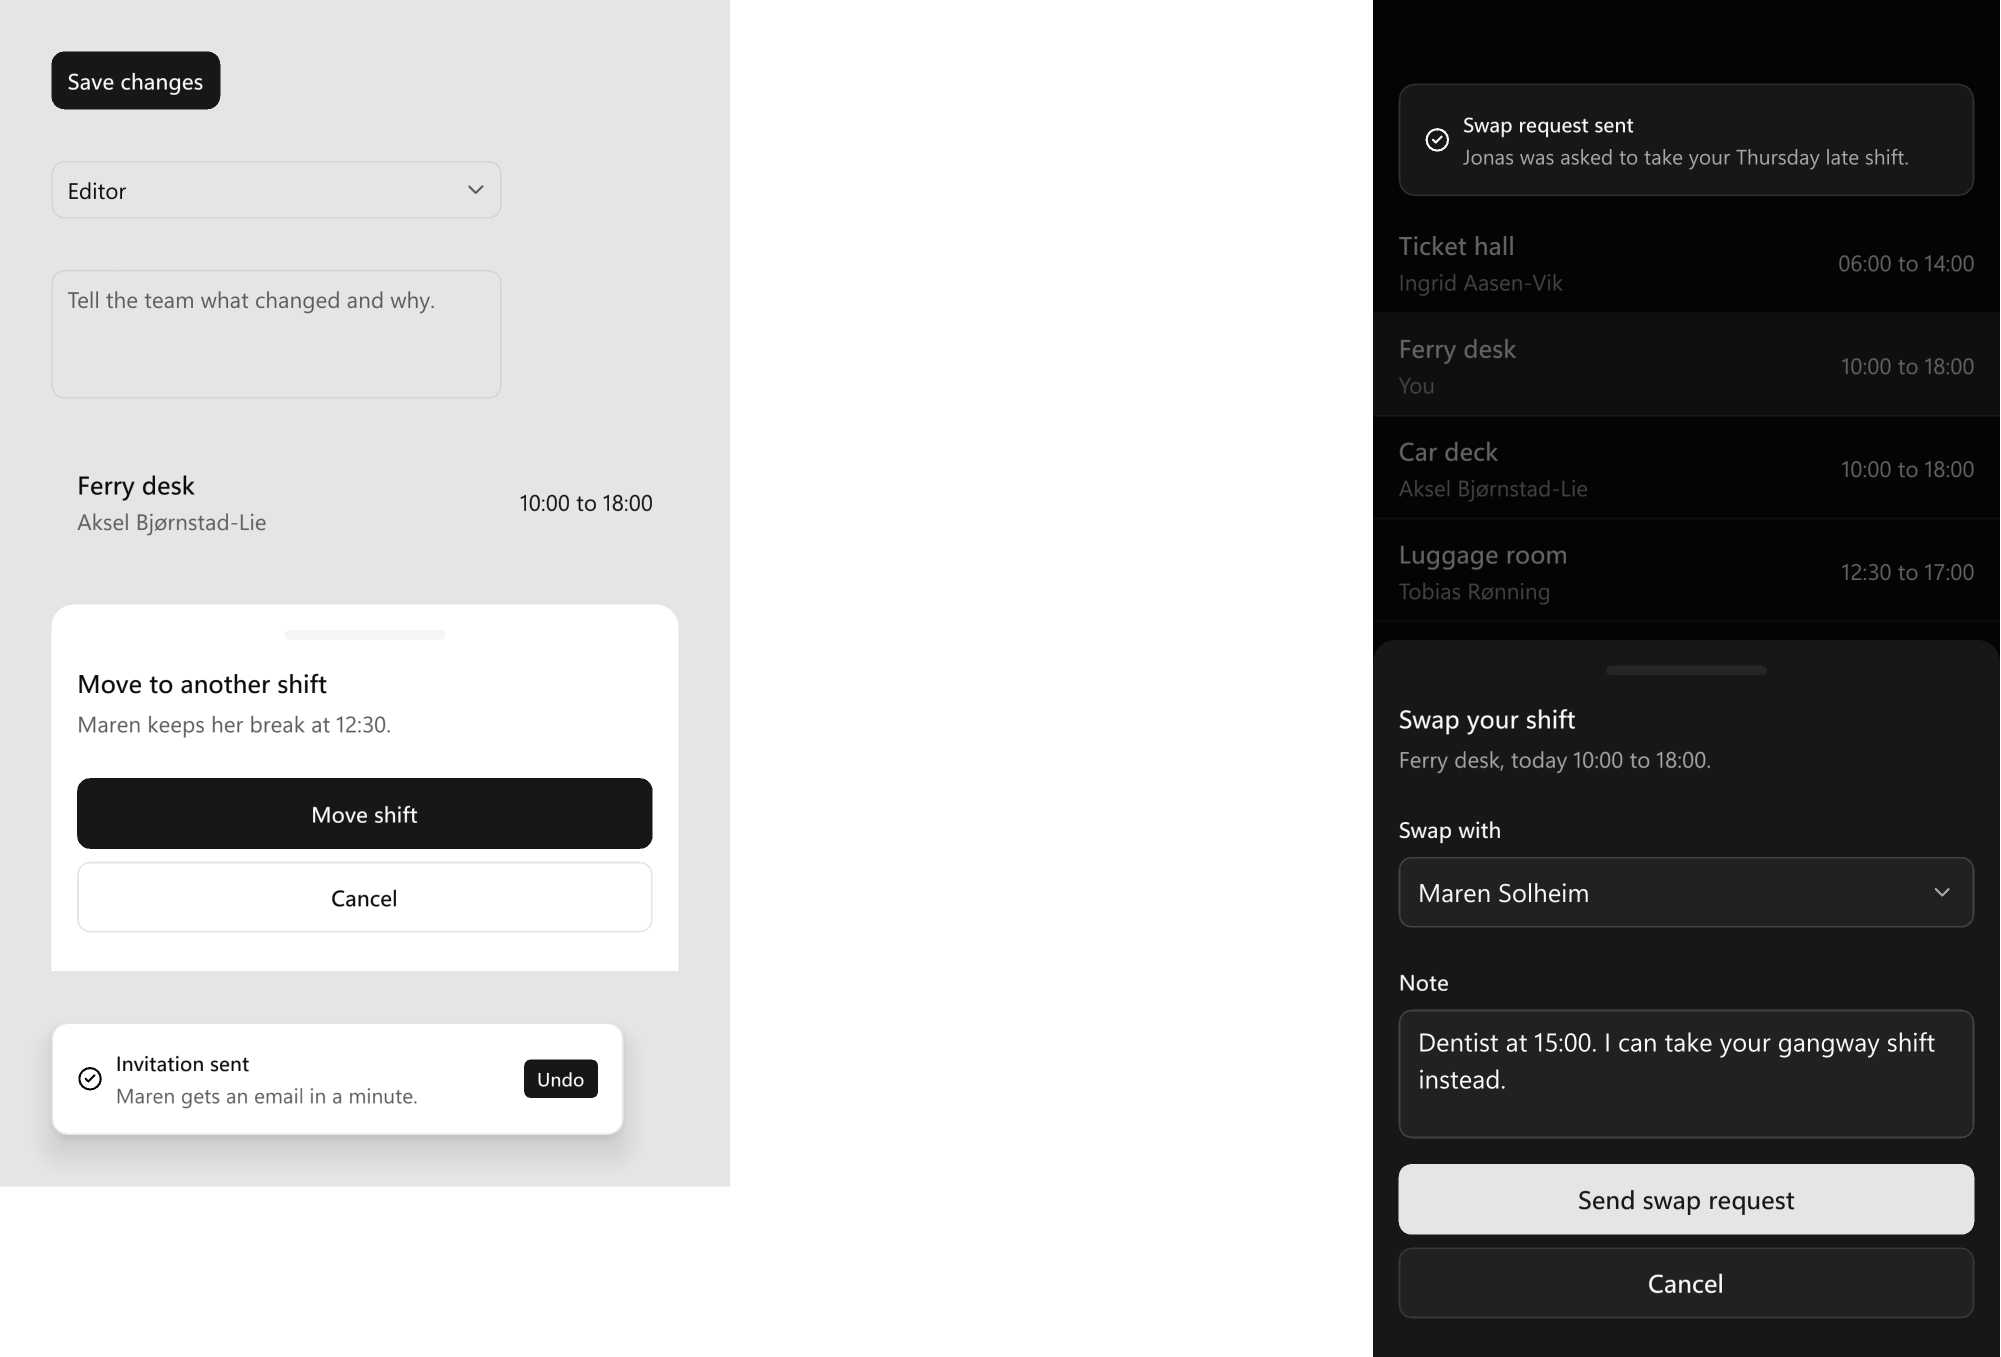 Save changes
Editor
Tell the team what changed and why.
Ferry desk
Aksel Bjørnstad-Lie
10:00 to 18:00
Move to another shift
Maren keeps her break at 12:30.
Move shift
Cancel
Invitation sent
Maren gets an email in a minute.
Undo
Swap request sent
Jonas was asked to take your Thursday late shift.
Ticket hall
Ingrid Aasen-Vik
06:00 to 14:00
Ferry desk
You
10:00 to 18:00
Car deck
Aksel Bjørnstad-Lie
10:00 to 18:00
Luggage room
Tobias Rønning
12:30 to 17:00
Swap your shift
Ferry desk, today 10:00 to 18:00.
Swap with
Maren Solheim
Note
Dentist at 15:00. I can take your gangway shift
instead.
Send swap request
Cancel